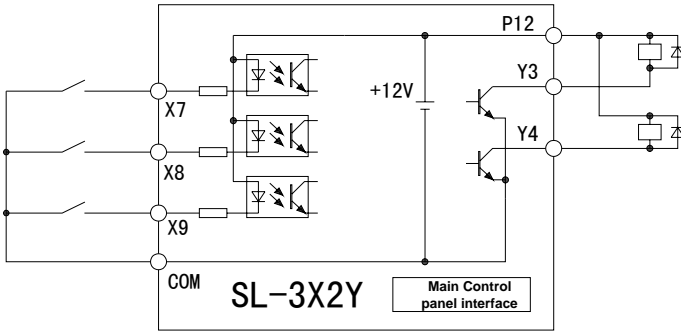 P12
Y3
+12V
X7
Y4
X8
X9
COM
SL-3X2Y
Main Control
panel interface